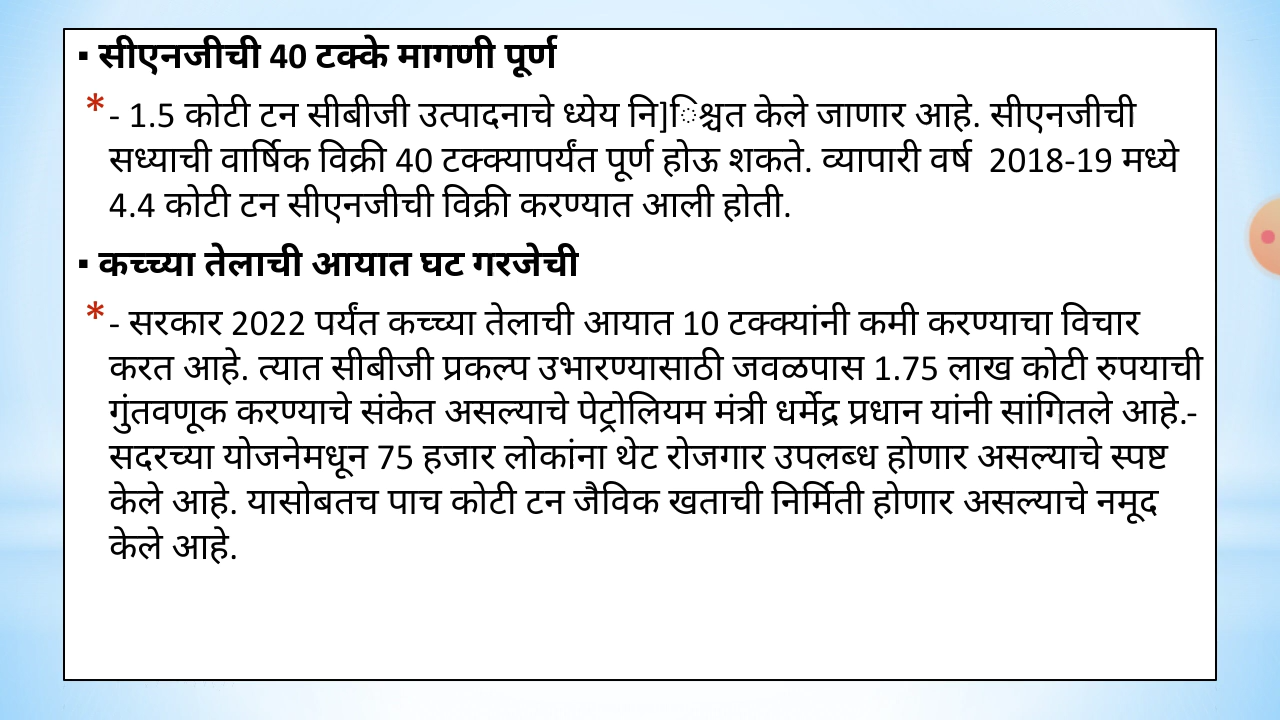 ▪ सीएनजीची 40 टक्के मागणी पूर्ण
* - 1.5 कोटी टन सीबीजी उत्पादनाचे ध्येय नि]िश्चत केले जाणार आहे. सीएनजीची
सध्याची वार्षिक विक्री 40 टक्क्यापर्यंत पूर्ण होऊ शकते. व्यापारी वर्ष 2018-19 मध्ये
4.4 कोटी टन सीएनजीची विक्री करण्यात आली होती.
▪ कच्च्या तेलाची आयात घट गरजेची
* - सरकार 2022 पर्यंत कच्च्या तेलाची आयात 10 टक्क्यांनी कमी करण्याचा विचार
करत आहे. त्यात सीबीजी प्रकल्प उभारण्यासाठी जवळपास 1.75 लाख कोटी रुपयाची
गुंतवणूक करण्याचे संकेत असल्याचे पेट्रोलियम मंत्री धर्मेद्र प्रधान यांनी सांगितले आहे.-
सदरच्या योजनेमधून 75 हजार लोकांना थेट रोजगार उपलब्ध होणार असल्याचे स्पष्ट
केले आहे. यासोबतच पाच कोटी टन जैविक खताची निर्मिती होणार असल्याचे नमूद
केले आहे.